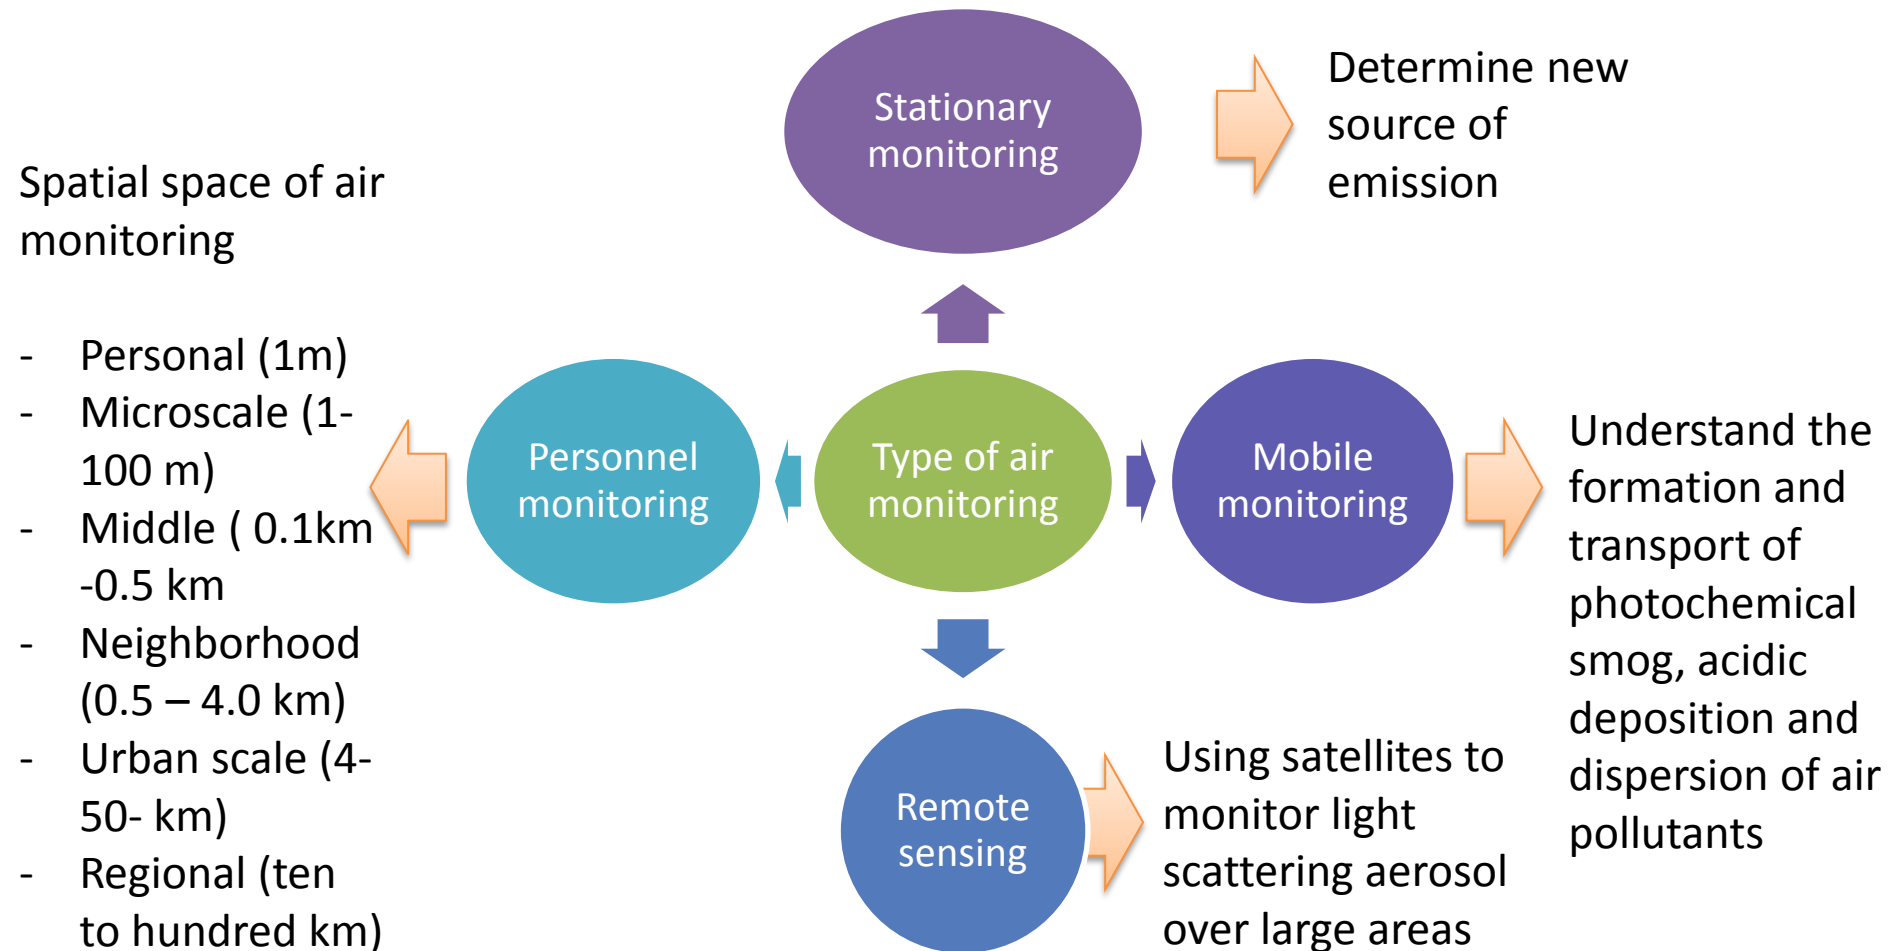 Stationary
monitoring
Determine new
source of
emission
Spatial space of air
monitoring
- Personal (1m)
- Microscale (1-
100 m)
- Middle ( 0.1km
-0.5 km
- Neighborhood
(0.5 – 4.0 km)
- Urban scale (4-
50- km)
- Regional (ten
to hundred km)
Personnel
monitoring
Type of air
monitoring
Mobile
monitoring
Understand the
formation and
transport of
photochemical
smog, acidic
deposition and
dispersion of air
pollutants
Remote
sensing
Using satellites to
monitor light
scattering aerosol
over large areas